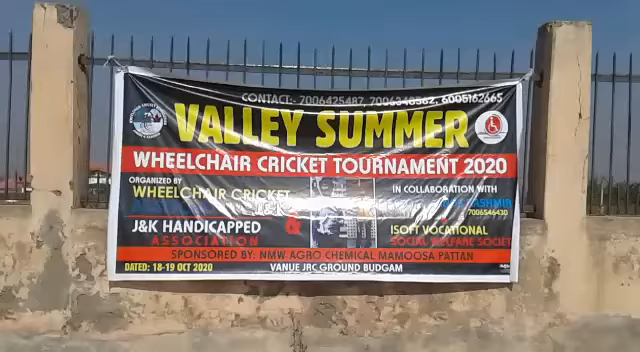 CONTACT:- 7006425487, 7006340562, 6005162665
VALLEY SUMMER
WHEELCHAIR CRICKET TOURNAMENT 2020
ORGANIZED BY
WHEELCHAIR CRICKET
J&K HANDICAPPED
ASSOCIATION
&
IN COLLABORATION WITH
KASHMIR
7006546430
ISOFT VOCATIONAL
SOCIAL WELFARE SOCIET
SPONSORED BY: NMW AGRO CHEMICAL MAMOOSA PATTAN
DATED: 18-19 OCT 2020
VANUE JRC GROUND BUDGAM